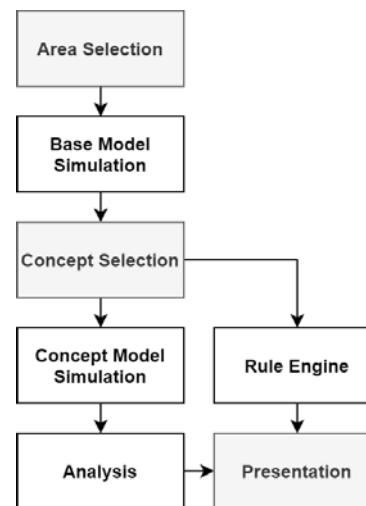 Area Selection
Base Model
Simulation
Concept Selection
Concept Model
Simulation
Rule Engine
Analysis
Presentation